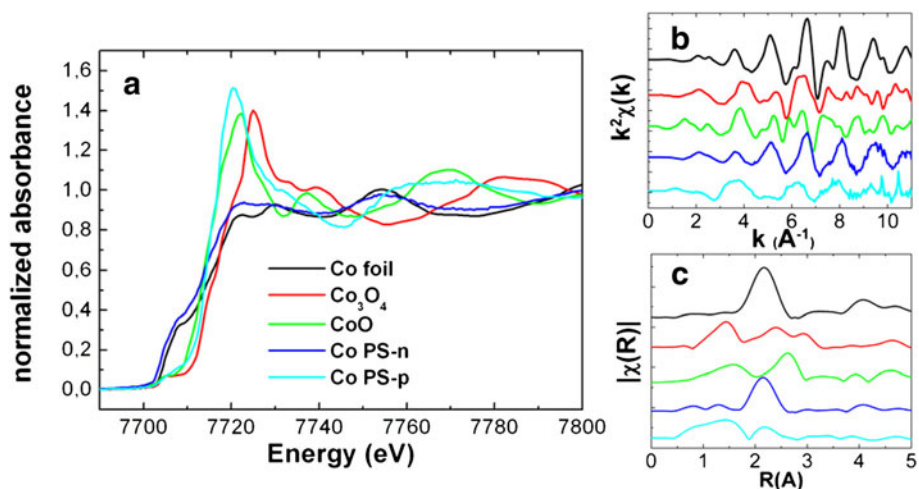 a
normalized absorbance
1.6
1.4
1.2
1.0
0.8
0.6
0.4
0.2
0.0
Co foil
Co₃O₄
CoO
Co PS-n
Co PS-p
7700 7720 7740 7760 7780 7800
Energy (eV)
b
k²χ(k)
0 2 4 6 8 10
k (A⁻¹)
c
|χ(R)|
0 1 2 3 4 5
R(A)